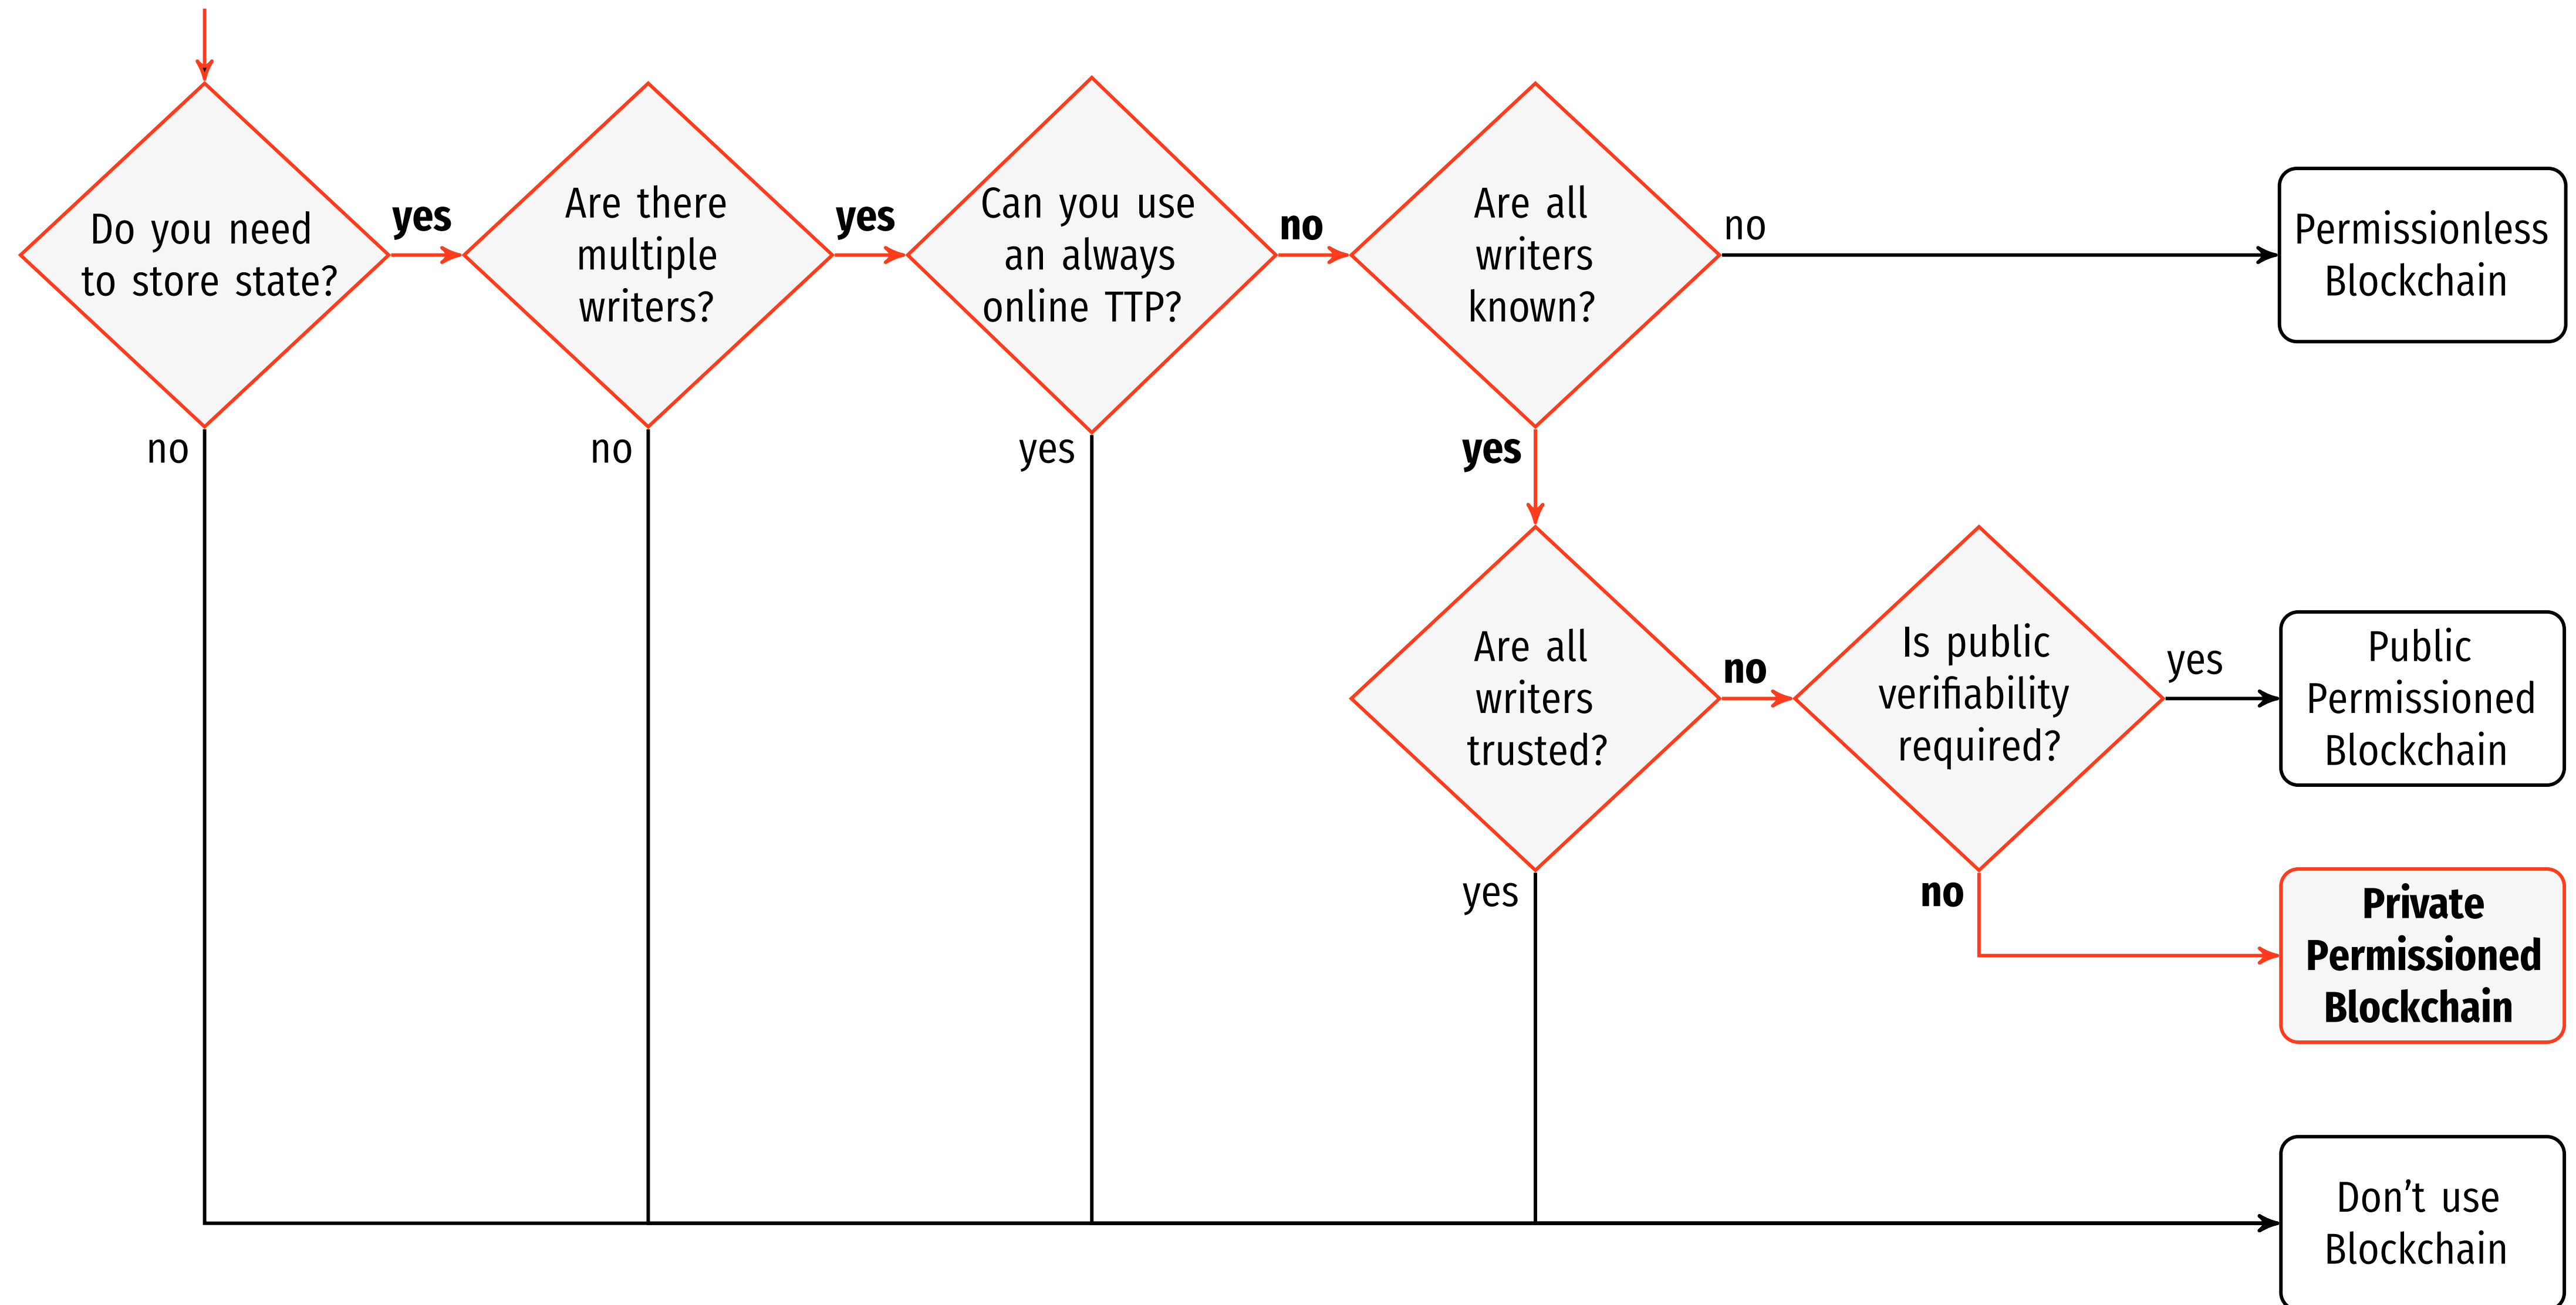 Do you need
to store state?
yes
no
Are there
multiple
writers?
yes
no
Can you use
an always
online TTP?
no
yes
Are all
writers
known?
no
yes
Permissionless
Blockchain
Are all
writers
trusted?
no
yes
Is public
verifiability
required?
yes
no
Public
Permissioned
Blockchain
Private
Permissioned
Blockchain
Don't use
Blockchain